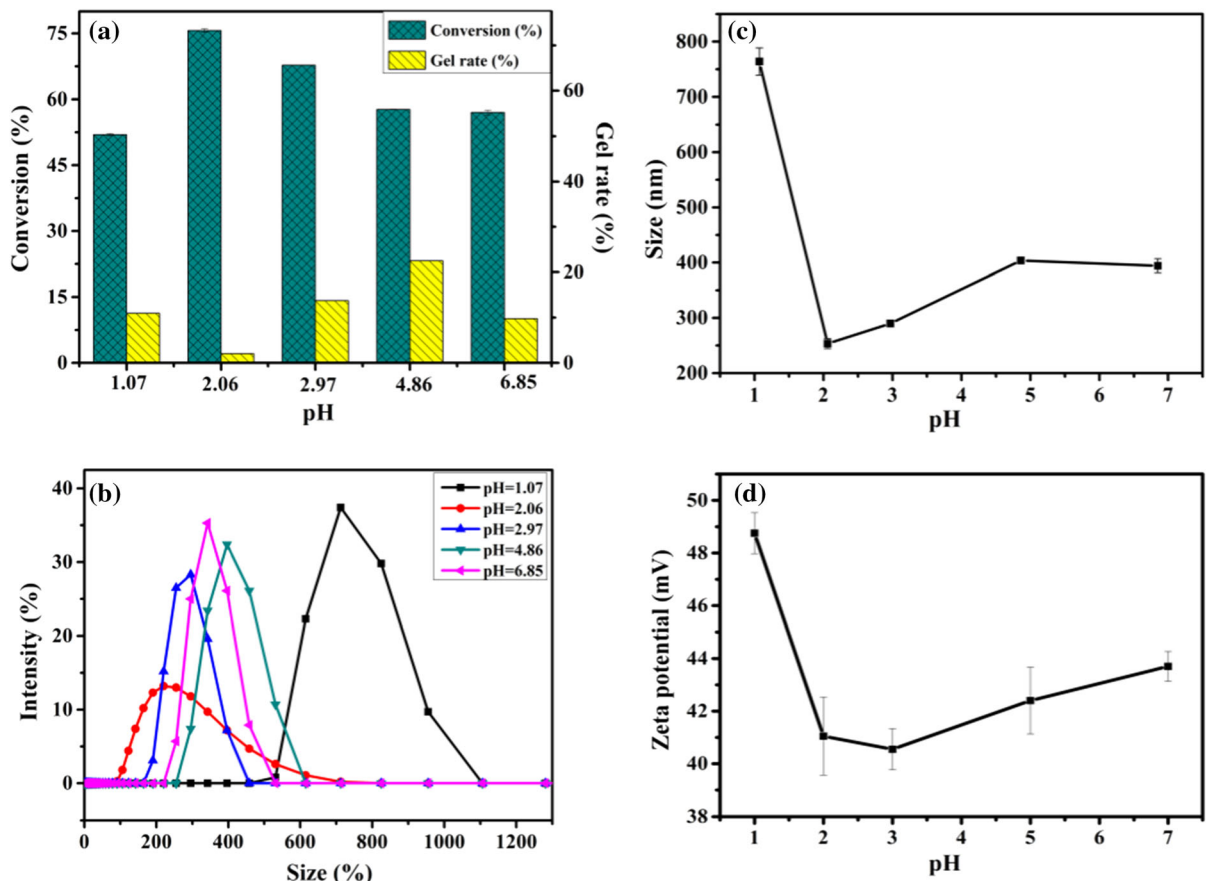 (a)
Conversion (%)
Gel rate (%)
75
60
45
30
15
0
60
40
20
0
Conversion (%)
Gel rate (%)
1.07 2.06 2.97 4.86 6.85
pH
(c)
800
700
600
500
400
300
200
Size (nm)
1 2 3 4 5 6 7
pH
(b)
pH=1.07
pH=2.06
pH=2.97
pH=4.86
pH=6.85
40
30
20
10
0
Intensity (%)
0 200 400 600 800 1000 1200
Size (%)
(d)
50
48
46
44
42
40
38
Zeta potential (mV)
1 2 3 4 5 6 7
pH